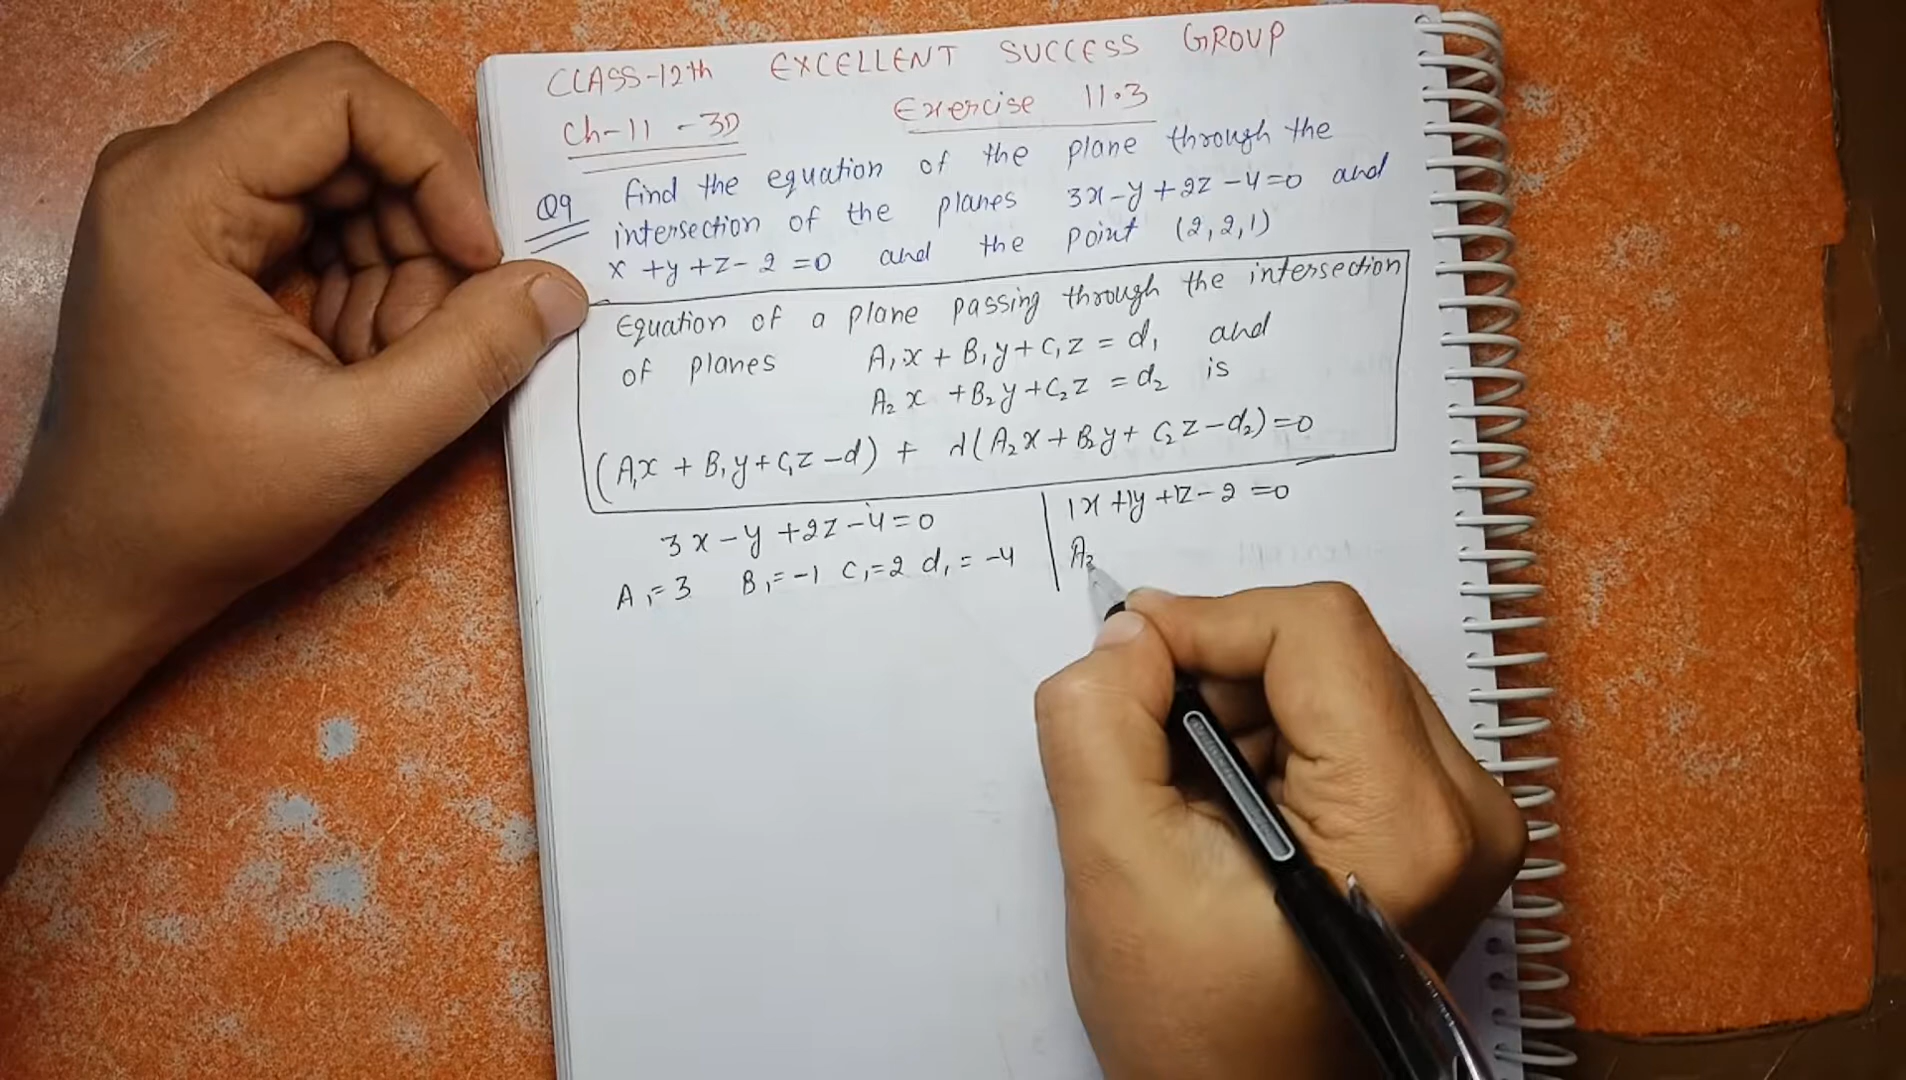 CLASS-12th EXCELLENT SUCCESS GROUP
Ch-11 -3D Exercise 11.3
Q9 find the equation of the plane through the
intersection of the planes 3x-y+2z-4=0 and
x+y+z-2=0 and the point (2,2,1)
Equation of a plane passing through the intersection
of planes A₁x + B₁y + C₁z = d₁ and
A₂x + B₂y + C₂z = d₂ is
(A₁x + B₁y + C₁z - d) + λ(A₂x + B₂y + C₂z - d₂) = 0
3x - y + 2z - 4 = 0
1x + 1y + 1z - 2 = 0
A₁ = 3 B₁ = -1 C₁ = 2 d₁ = -4
A₂